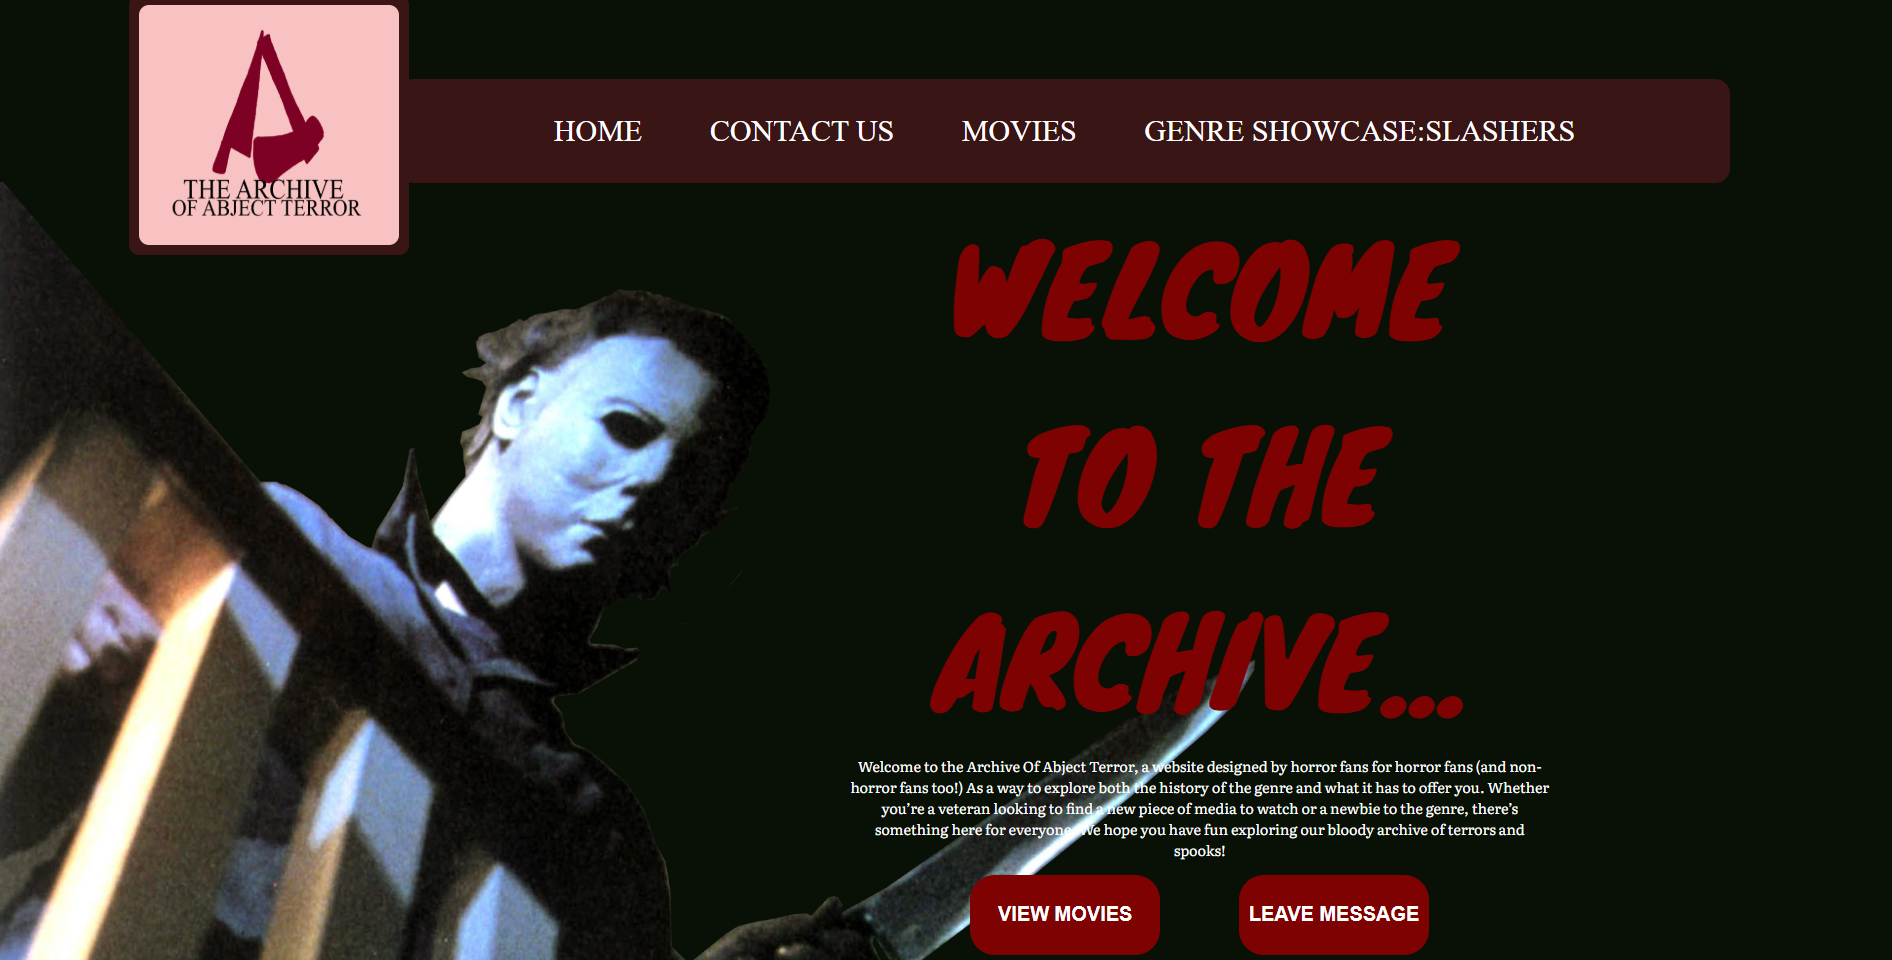 THE ARCHIVE
OF ABJECT TERROR
HOME CONTACT US MOVIES GENRE SHOWCASE:SLASHERS
WELCOME
TO THE
ARCHIVE...
Welcome to the Archive Of Abject Terror, a website designed by horror fans for horror fans (and non-
horror fans too!) As a way to explore both the history of the genre and what it has to offer you. Whether
you're a veteran looking to find a new piece of media to watch or a newbie to the genre, there's
something here for everyone. We hope you have fun exploring our bloody archive of terrors and
spooks!
VIEW MOVIES LEAVE MESSAGE